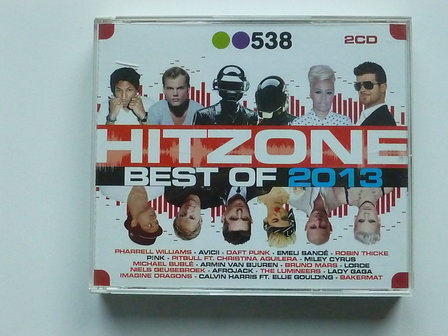 538
2CD
HITZONE
BEST OF 2013
PHARRELL WILLIAMS • AVICII • DAFT PUNK • EMELI SANDÉ • ROBIN THICKE
P!NK • PITBULL FT. CHRISTINA AGUILERA • MILEY CYRUS
MICHAEL BUBLÉ • ARMIN VAN BUUREN • BRUNO MARS • LORDE
NIELS GEUSEBROEK • AFROJACK • THE LUMINEERS • LADY GAGA
IMAGINE DRAGONS • CALVIN HARRIS FT. ELLIE GOULDING • BAKERMAT